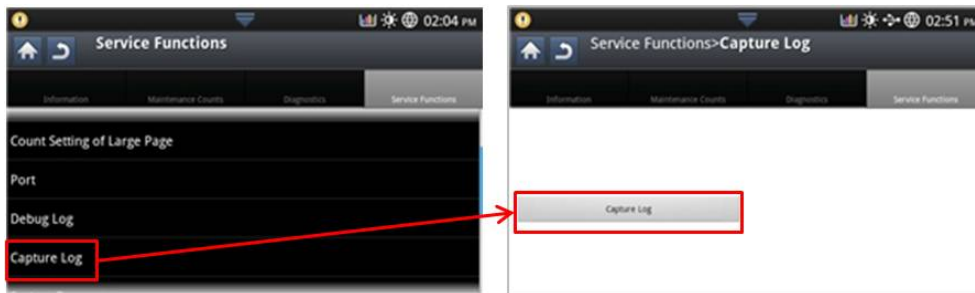 02:04 PM
Service Functions
Information Maintenance Counts Diagnostics Service Functions
Count Setting of Large Page
Port
Debug Log
Capture Log
02:51 PM
Service Functions>Capture Log
Information Maintenance Counts Diagnostics Service Functions
Capture Log